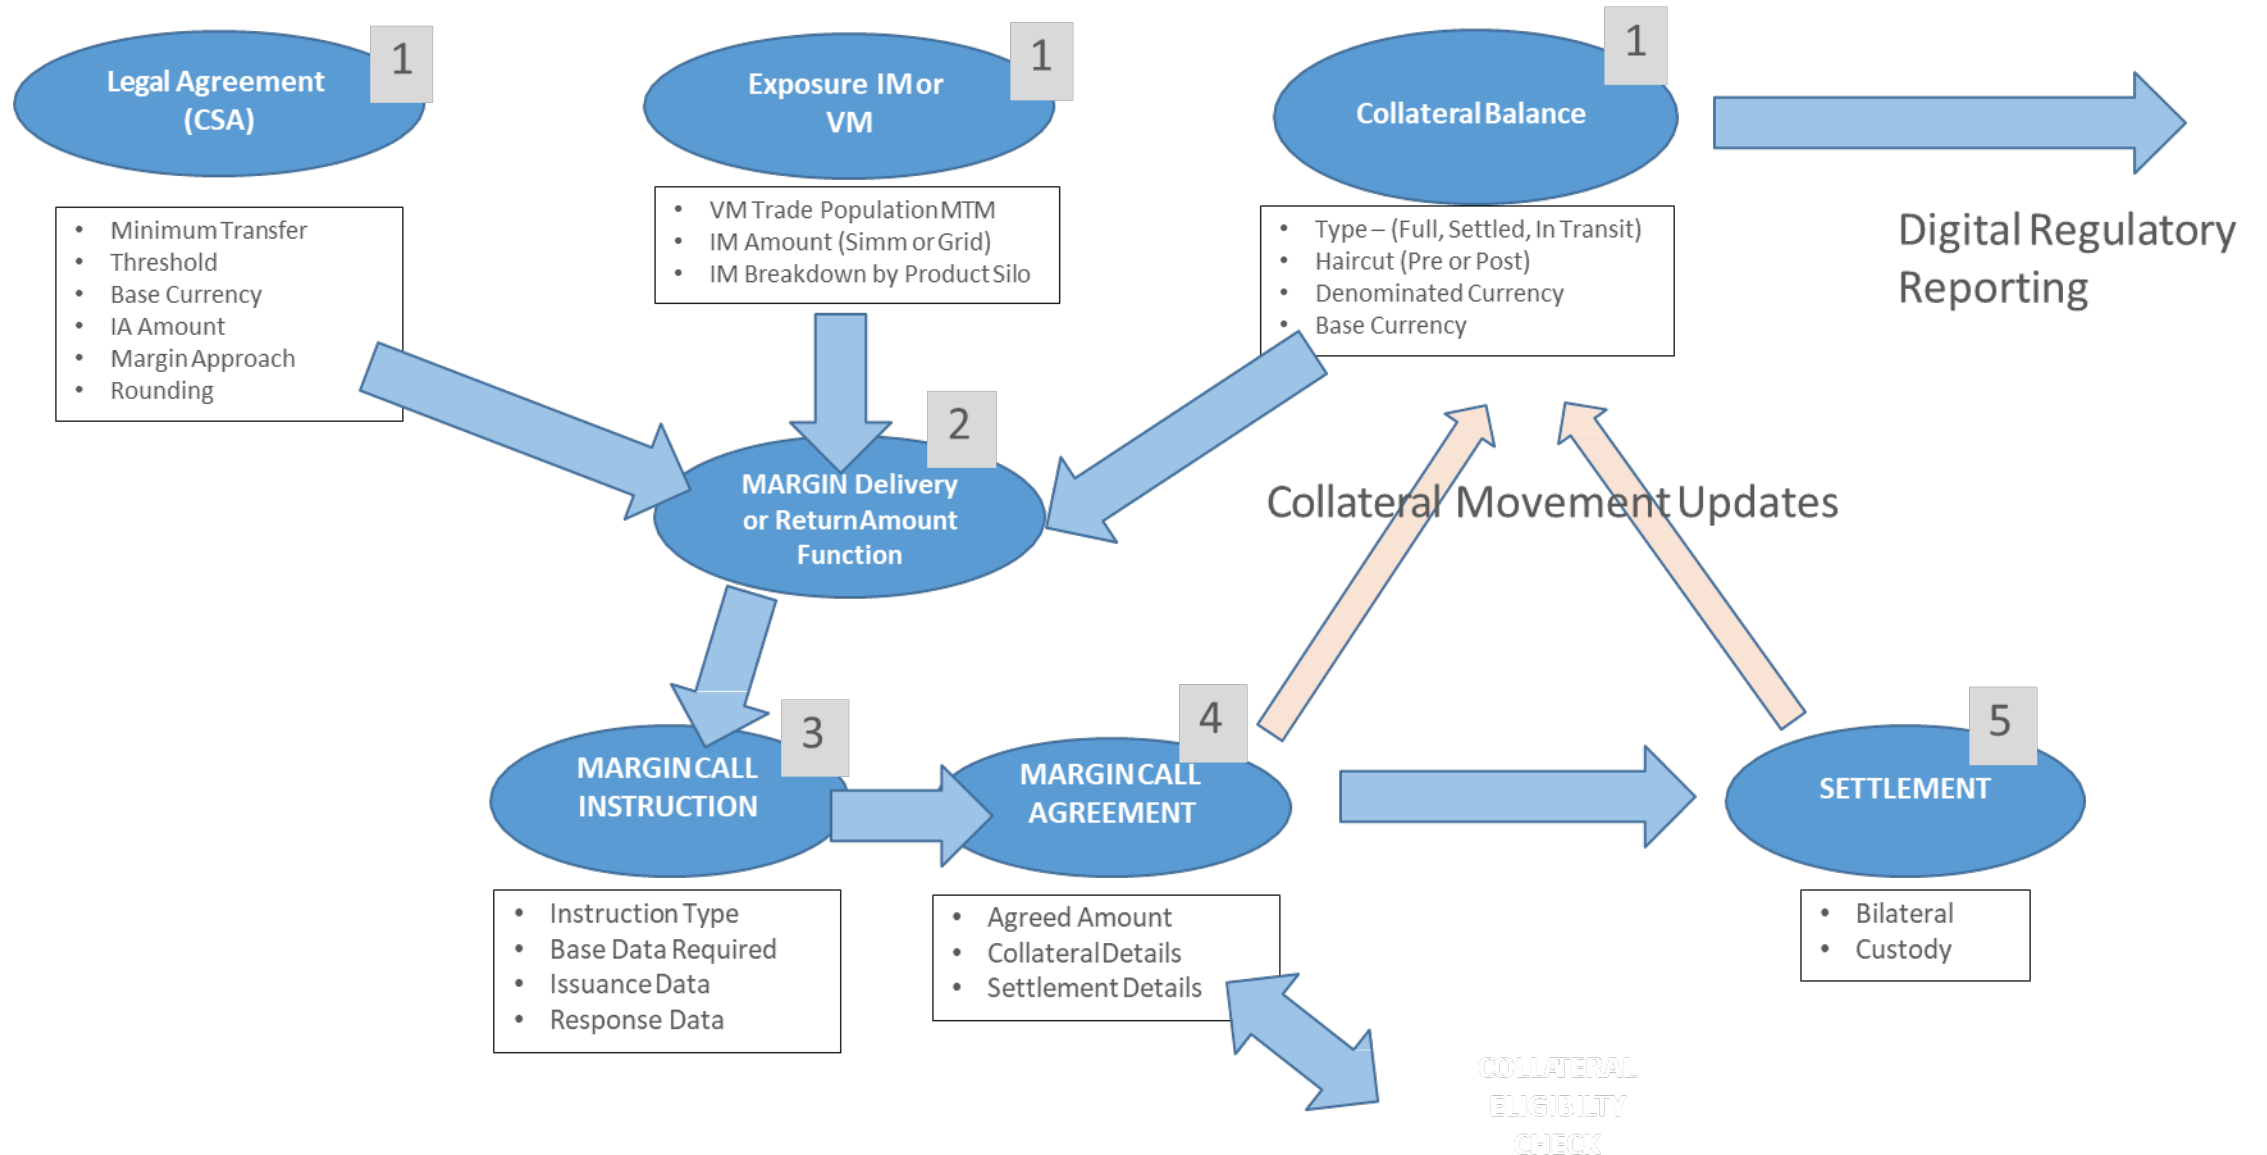 Legal Agreement
(CSA)
1
• Minimum Transfer
• Threshold
• Base Currency
• IA Amount
• Margin Approach
• Rounding
Exposure IM or
VM
1
• VM Trade Population MTM
• IM Amount (Simm or Grid)
• IM Breakdown by Product Silo
Collateral Balance
1
• Type – (Full, Settled, In Transit)
• Haircut (Pre or Post)
• Denominated Currency
• Base Currency
Digital Regulatory
Reporting
2
MARGIN Delivery
or Return Amount
Function
Collateral Movement Updates
3
MARGIN CALL
INSTRUCTION
• Instruction Type
• Base Data Required
• Issuance Data
• Response Data
4
MARGIN CALL
AGREEMENT
• Agreed Amount
• Collateral Details
• Settlement Details
5
SETTLEMENT
• Bilateral
• Custody
COLLATERAL
ELIGIBILTY
CHECK